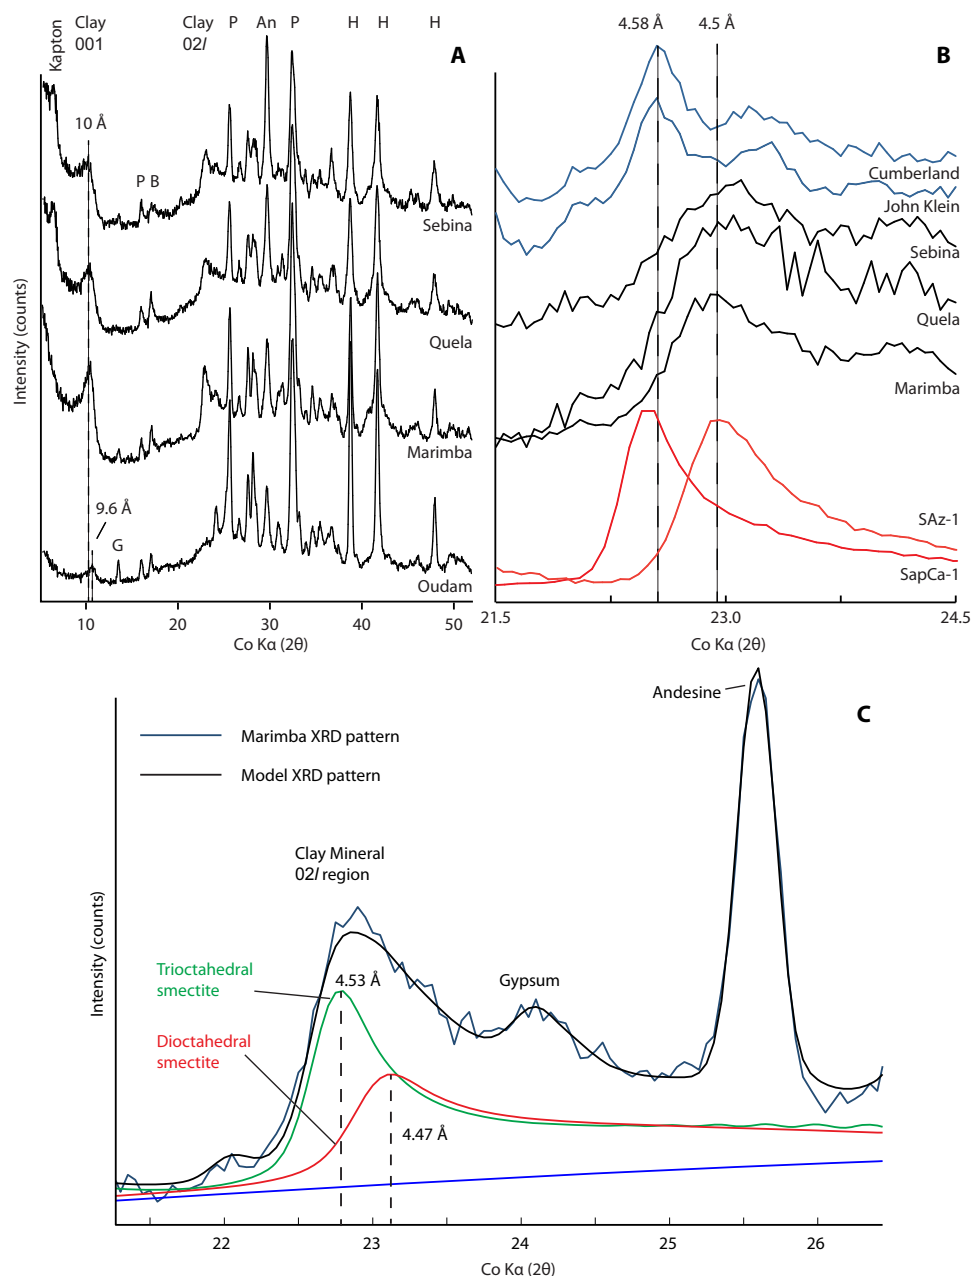 Kapton
Clay
001
Clay
02l
P
An
P
H
H
H
A
10 Å
P B
Sebina
Quela
Marimba
9.6 Å
G
Oudam
Intensity (counts)
10
20
30
40
50
Co Kα (2θ)
4.58 Å
4.5 Å
B
Cumberland
John Klein
Sebina
Quela
Marimba
SAz-1
SapCa-1
21.5
23.0
24.5
Co Kα (2θ)
C
Marimba XRD pattern
Model XRD pattern
Andesine
Clay Mineral
02l region
Trioctahedral
smectite
4.53 Å
Gypsum
Dioctahedral
smectite
4.47 Å
Intensity (counts)
22
23
24
25
26
Co Kα (2θ)